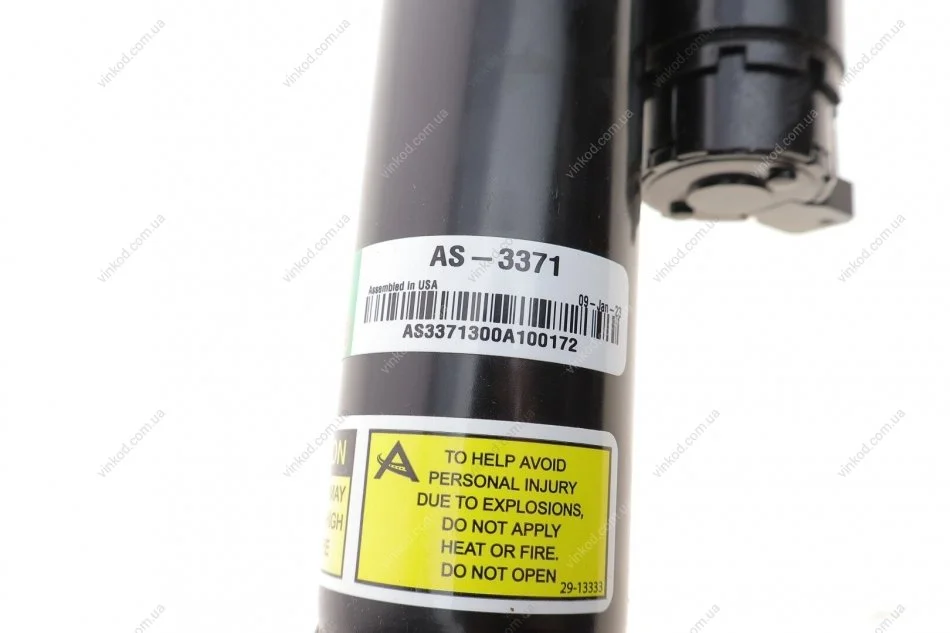 AS – 3371
Assembled in USA
09-Jan-23
AS3371300A100172
TO HELP AVOID
PERSONAL INJURY
DUE TO EXPLOSIONS,
DO NOT APPLY
HEAT OR FIRE.
DO NOT OPEN
29-13333
vinkod.com.ua